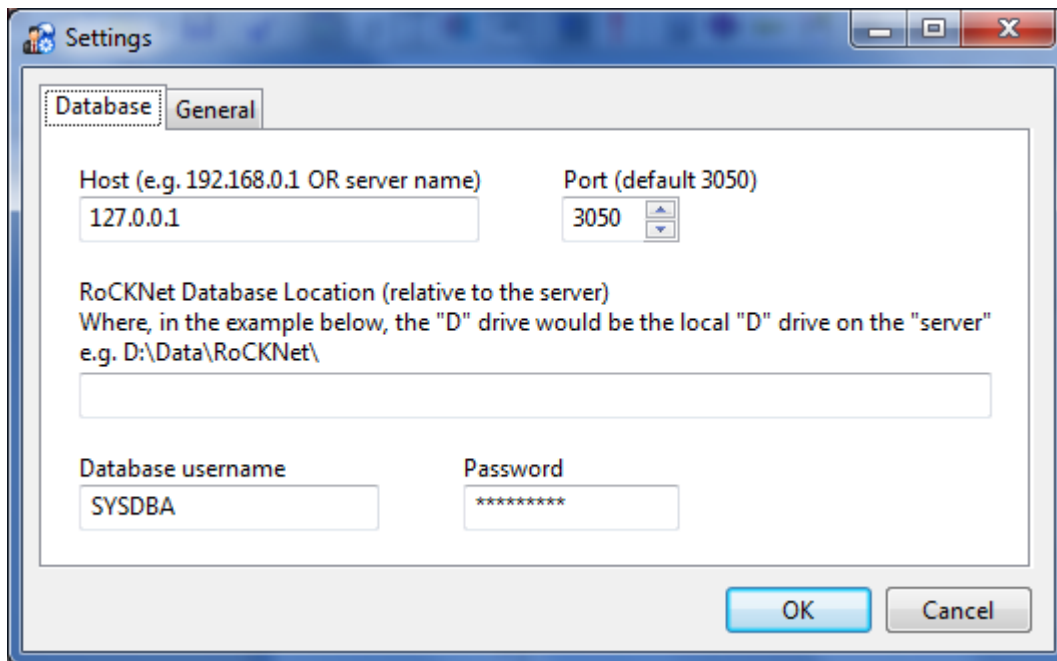 Settings
Database General
Host (e.g. 192.168.0.1 OR server name) Port (default 3050)
127.0.0.1 3050
RoCKNet Database Location (relative to the server)
Where, in the example below, the "D" drive would be the local "D" drive on the "server"
e.g. D:\Data\RoCKNet\
Database username Password
SYSDBA *********
OK Cancel